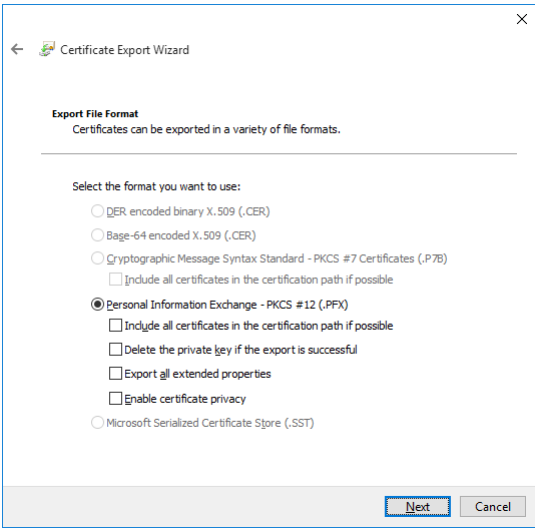 Certificate Export Wizard
Export File Format
Certificates can be exported in a variety of file formats.
Select the format you want to use:
DER encoded binary X.509 (.CER)
Base-64 encoded X.509 (.CER)
Cryptographic Message Syntax Standard - PKCS #7 Certificates (.P7B)
Include all certificates in the certification path if possible
Personal Information Exchange - PKCS #12 (.PFX)
Include all certificates in the certification path if possible
Delete the private key if the export is successful
Export all extended properties
Enable certificate privacy
Microsoft Serialized Certificate Store (.SST)
Next Cancel